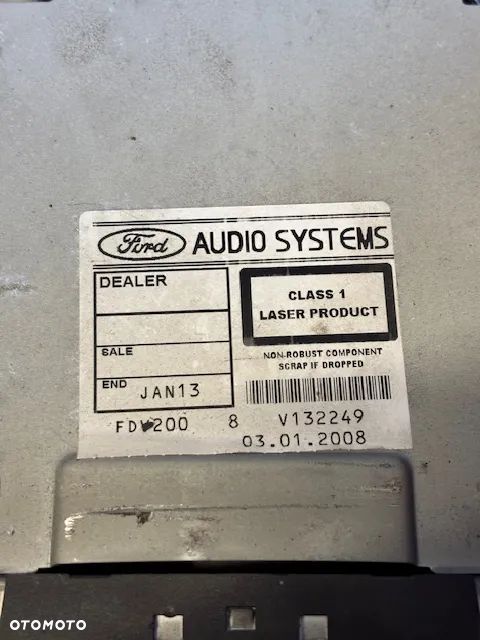 Ford AUDIO SYSTEMS
DEALER
CLASS 1
LASER PRODUCT
SALE
NON-ROBUST COMPONENT
SCRAP IF DROPPED
END JAN13
8 V132249
03.01.2008
OTOMOTO
OTOMOTO